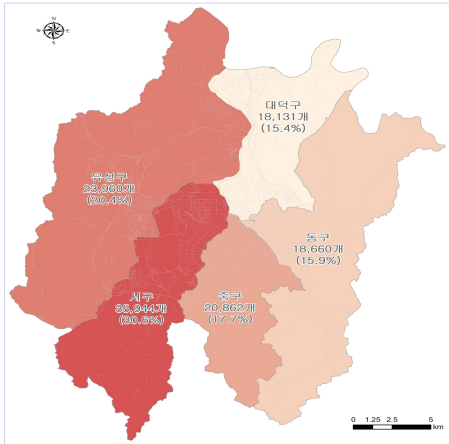 N
W E
S
대덕구
18,131개
(15.4%)
유성구
23,960개
(20.4%)
동구
18,660개
(15.9%)
서구
35,944개
(30.6%)
중구
20,862개
(17.7%)
0 1.25 2.5 5
km